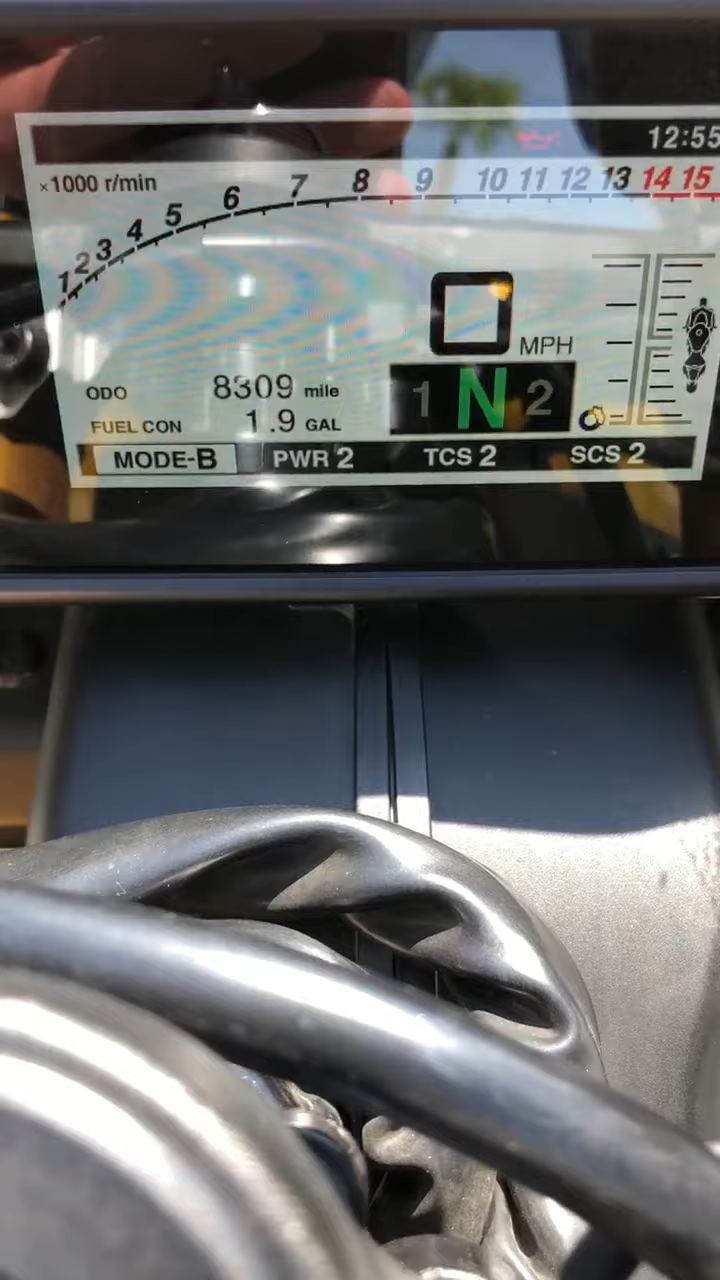 12:55
×1000 r/min
1 2 3 4 5 6 7 8 9 10 11 12 13 14 15
0 MPH
ODO 8309 mile
1 N 2
FUEL CON 1.9 GAL
MODE-B PWR 2 TCS 2 SCS 2